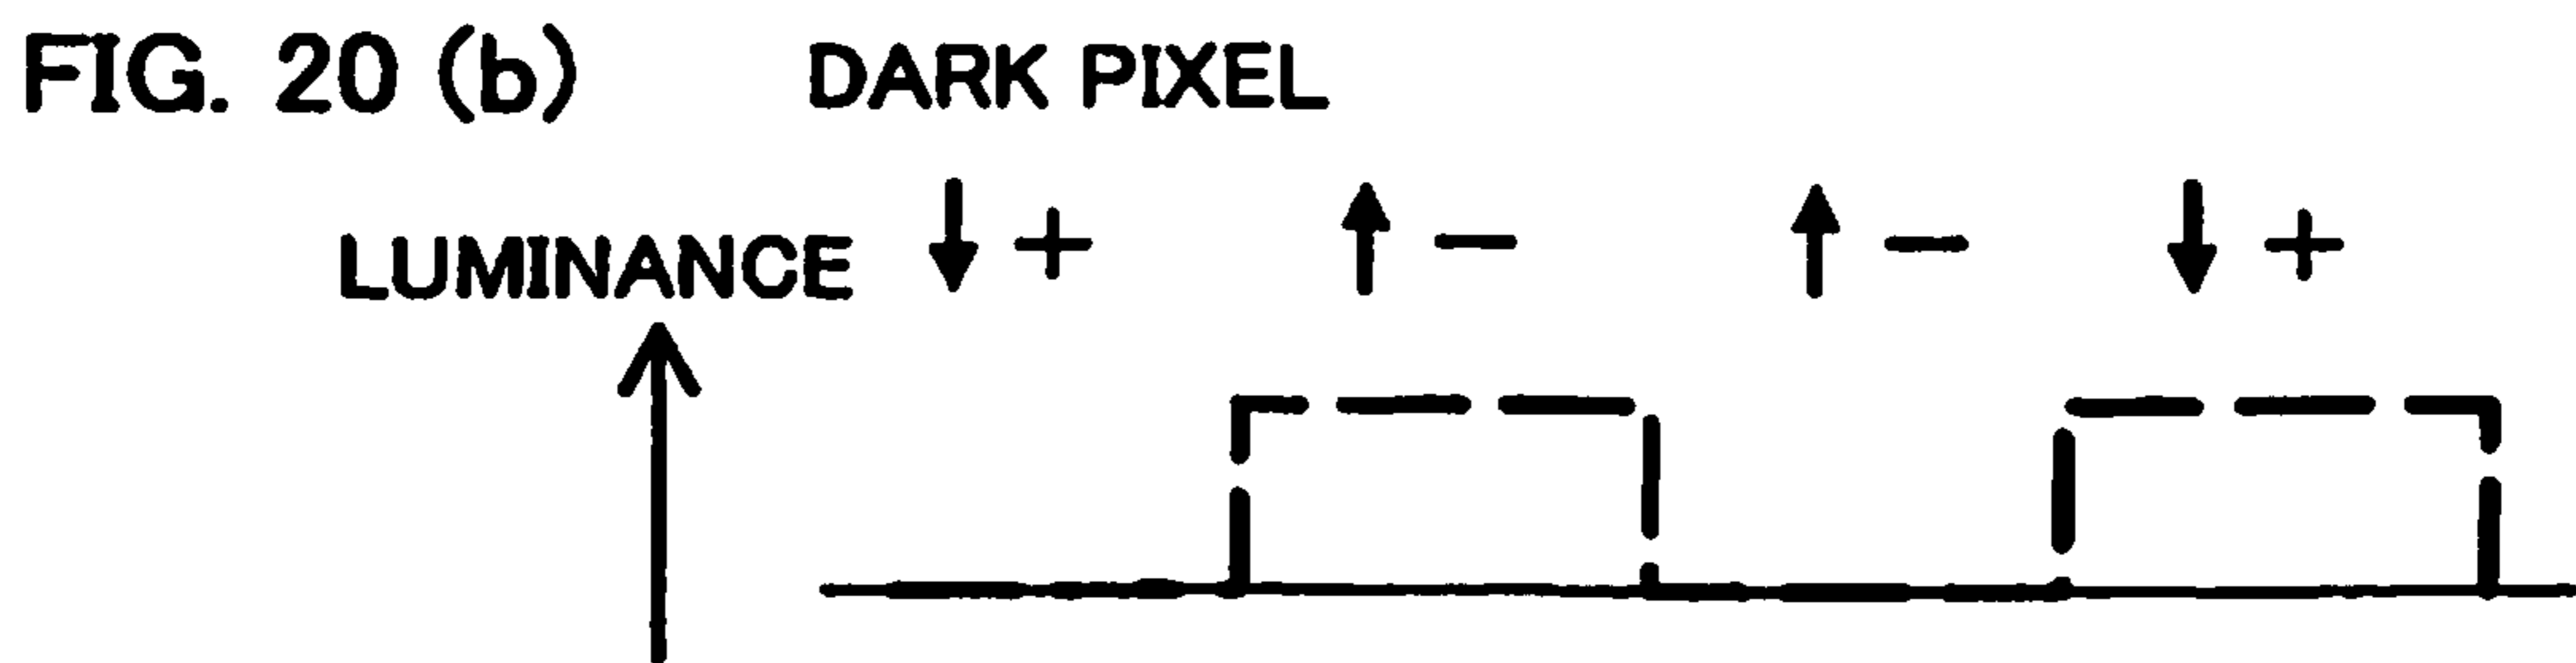 FIG. 20 (b) DARK PIXEL
LUMINANCE ↓ + ↑ − ↑ − ↓ +